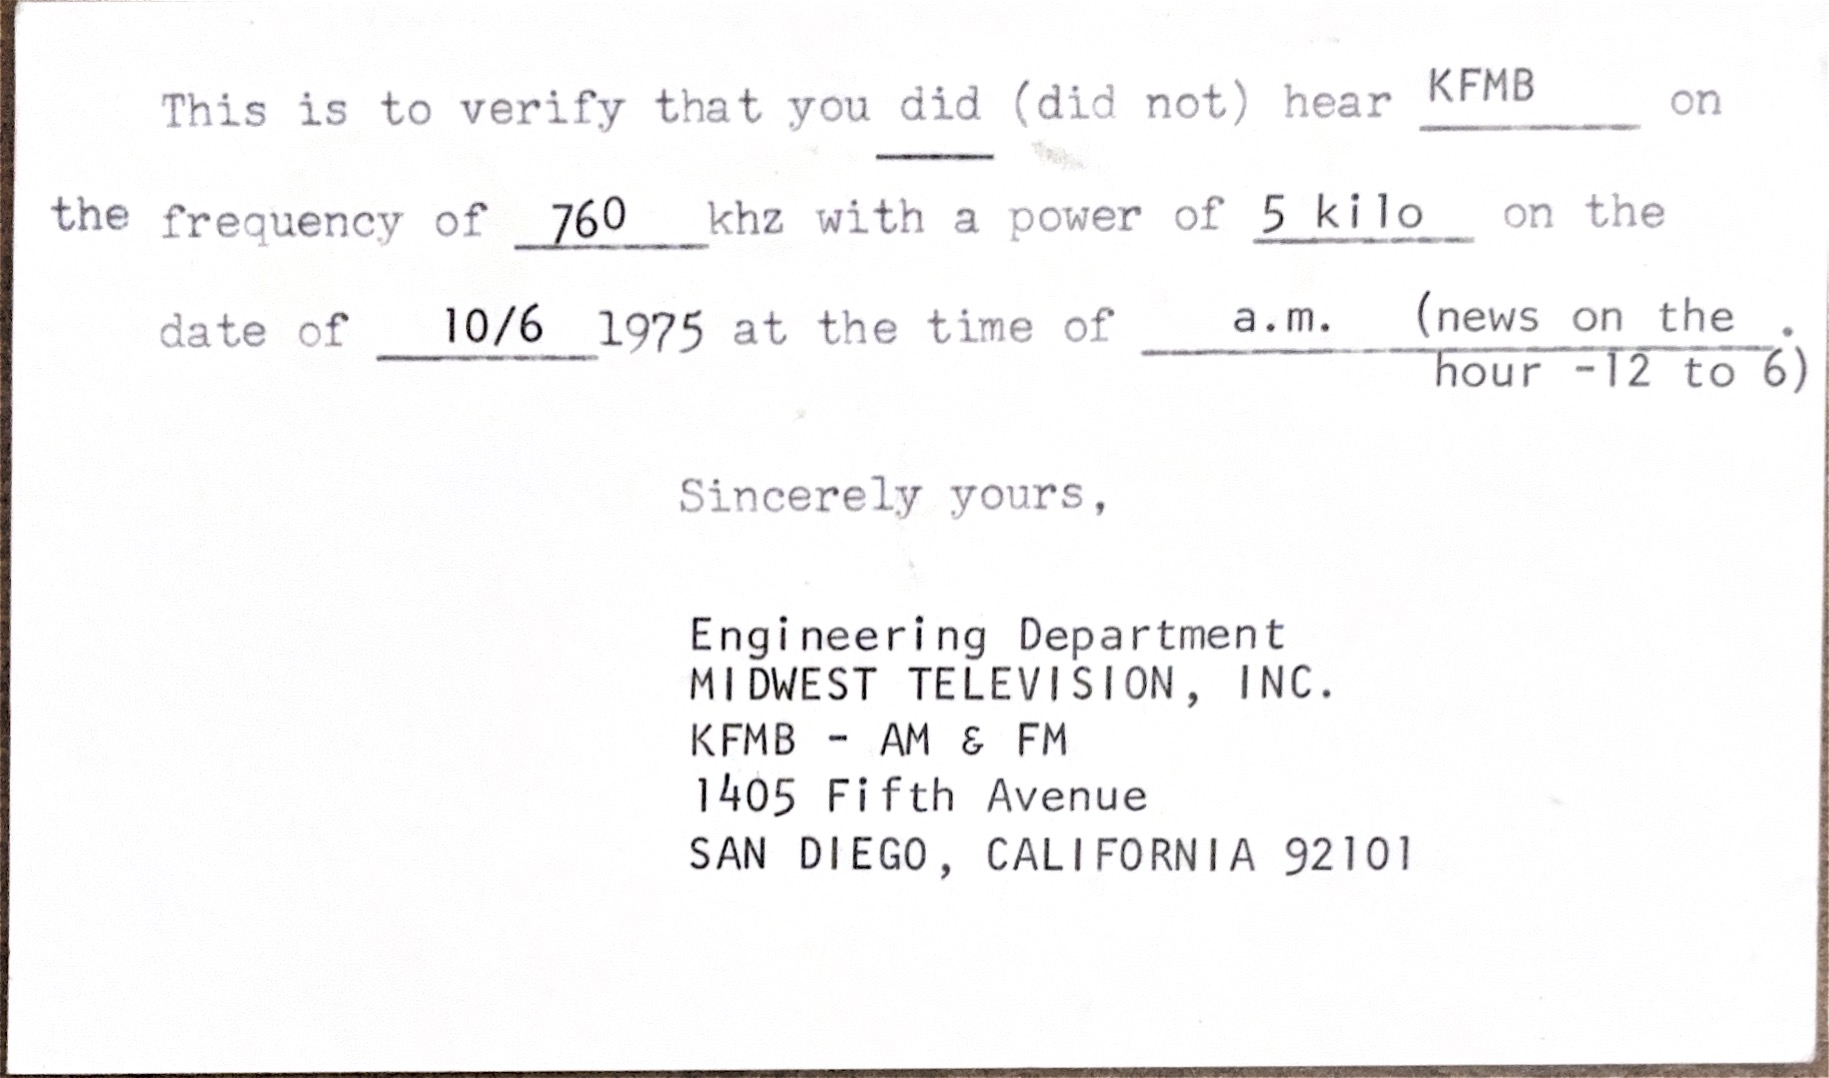 This is to verify that you did (did not) hear KFMB on
the frequency of 760 khz with a power of 5 kilo on the
date of 10/6 1975 at the time of a.m. (news on the .
hour -12 to 6)
Sincerely yours,
Engineering Department
MIDWEST TELEVISION, INC.
KFMB - AM & FM
1405 Fifth Avenue
SAN DIEGO, CALIFORNIA 92101